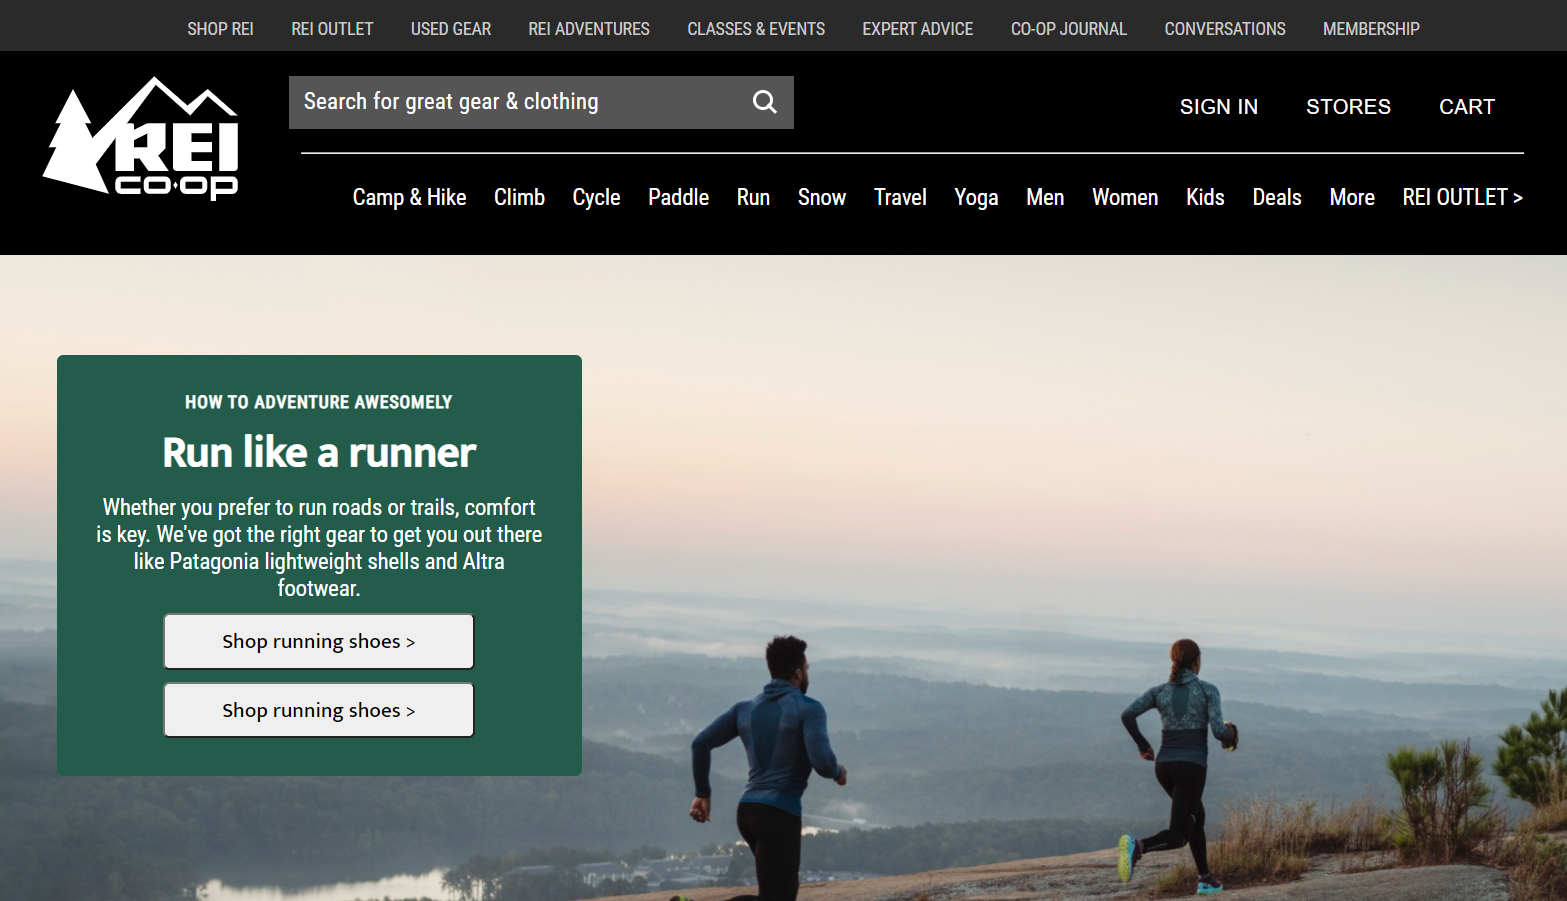 SHOP REI REI OUTLET USED GEAR REI ADVENTURES CLASSES & EVENTS EXPERT ADVICE CO-OP JOURNAL CONVERSATIONS MEMBERSHIP
REI
CO·OP
Search for great gear & clothing
SIGN IN STORES CART
Camp & Hike Climb Cycle Paddle Run Snow Travel Yoga Men Women Kids Deals More REI OUTLET >
HOW TO ADVENTURE AWESOMELY
Run like a runner
Whether you prefer to run roads or trails, comfort
is key. We've got the right gear to get you out there
like Patagonia lightweight shells and Altra
footwear.
Shop running shoes >
Shop running shoes >